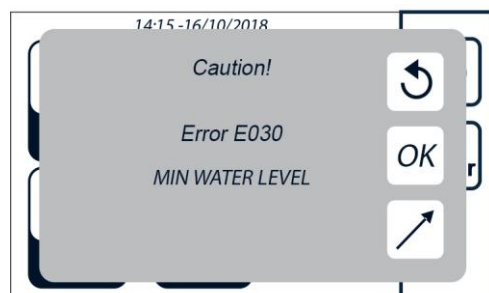 14:15 -16/10/2018
Caution!
Error E030
OK
MIN WATER LEVEL
r